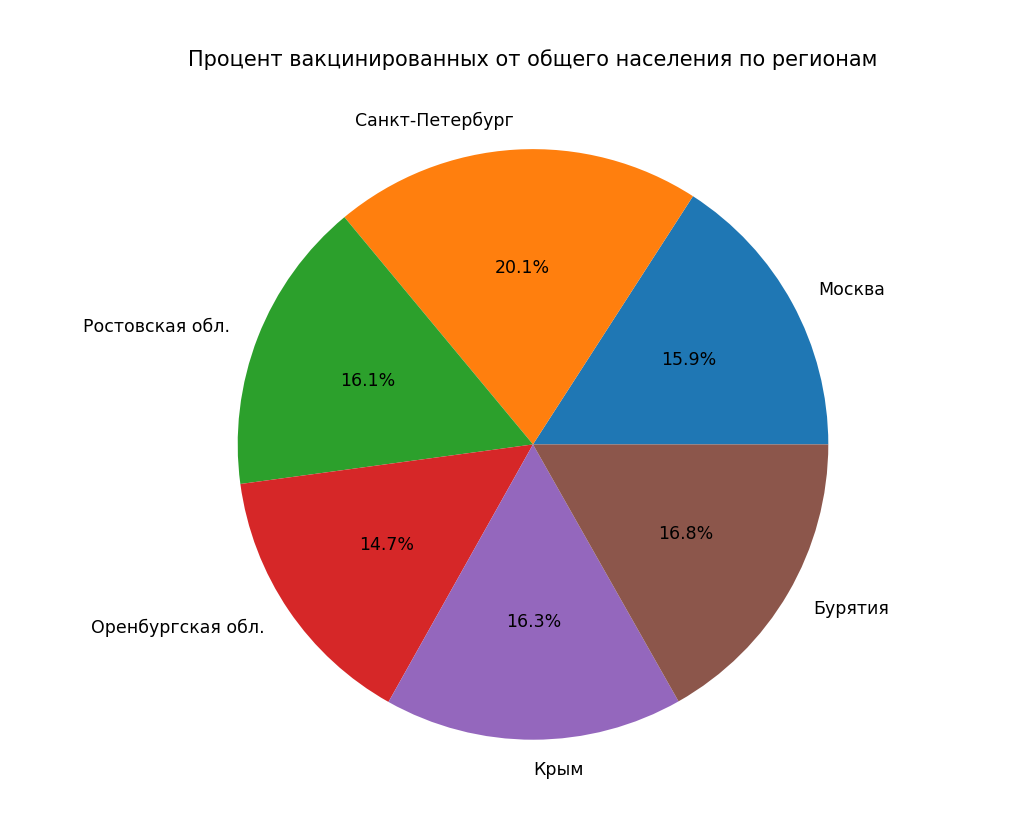 Процент вакцинированных от общего населения по регионам
Санкт-Петербург
Москва
20.1%
Ростовская обл.
15.9%
16.1%
14.7%
16.8%
Оренбургская обл.
16.3%
Бурятия
Крым